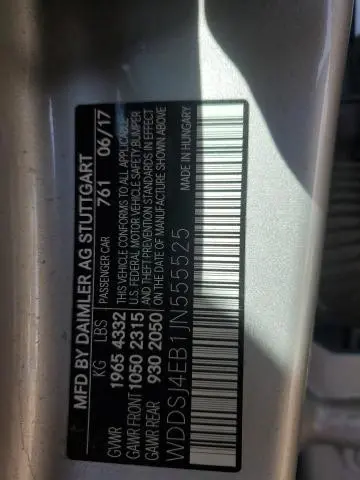 MFD BY DAIMLER AG STUTTGART
PASSENGER CAR 761 06/17
KG LBS
GVWR 1965 4332
GAWR FRONT 1050 2315
GAWR REAR 930 2050
THIS VEHICLE CONFORMS TO ALL APPLICABLE
U.S. FEDERAL MOTOR VEHICLE SAFETY, BUMPER
AND THEFT PREVENTION STANDARDS IN EFFECT
ON THE DATE OF MANUFACTURE SHOWN ABOVE
WDDSJ4EB1JN555525
MADE IN HUNGARY